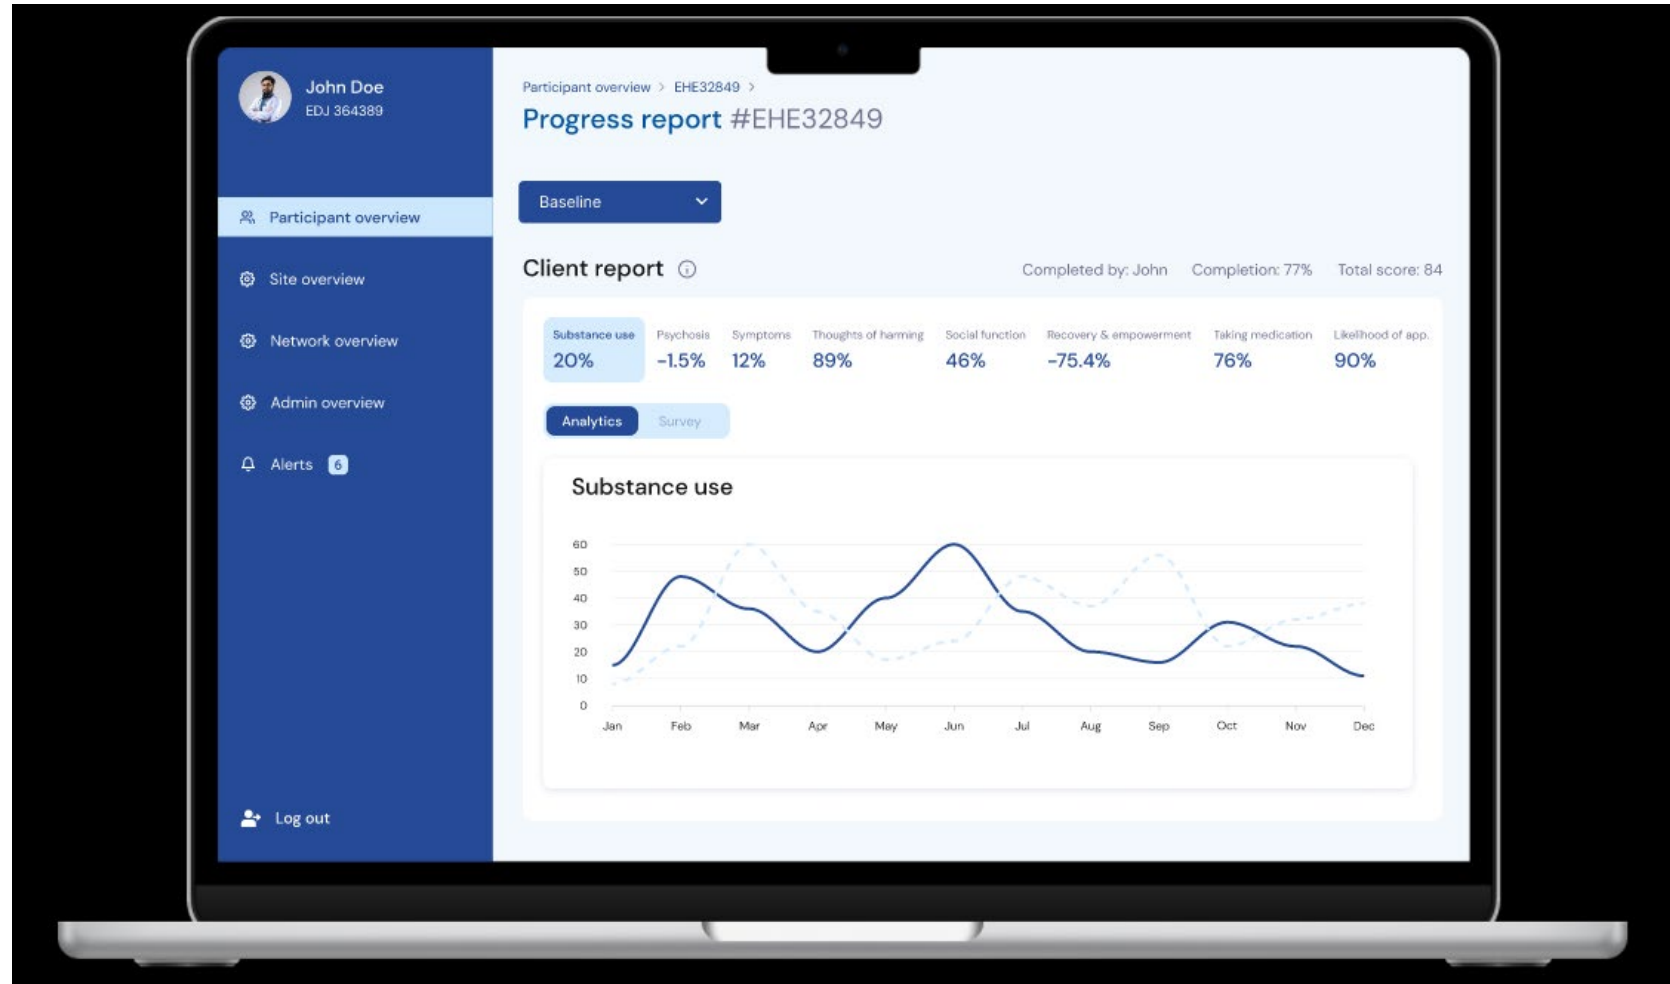 John Doe
EDJ 364389
Participant overview
Site overview
Network overview
Admin overview
Alerts 6
Log out
Participant overview > EHE32849 >
Progress report #EHE32849
Baseline
Client report
Completed by: John Completion: 77% Total score: 84
Substance use Psychosis Symptoms Thoughts of harming Social function Recovery & empowerment Taking medication Likelihood of app.
20% -1.5% 12% 89% 46% -75.4% 76% 90%
Analytics Survey
Substance use
60
50
40
30
20
10
0
Jan Feb Mar Apr May Jun Jul Aug Sep Oct Nov Dec